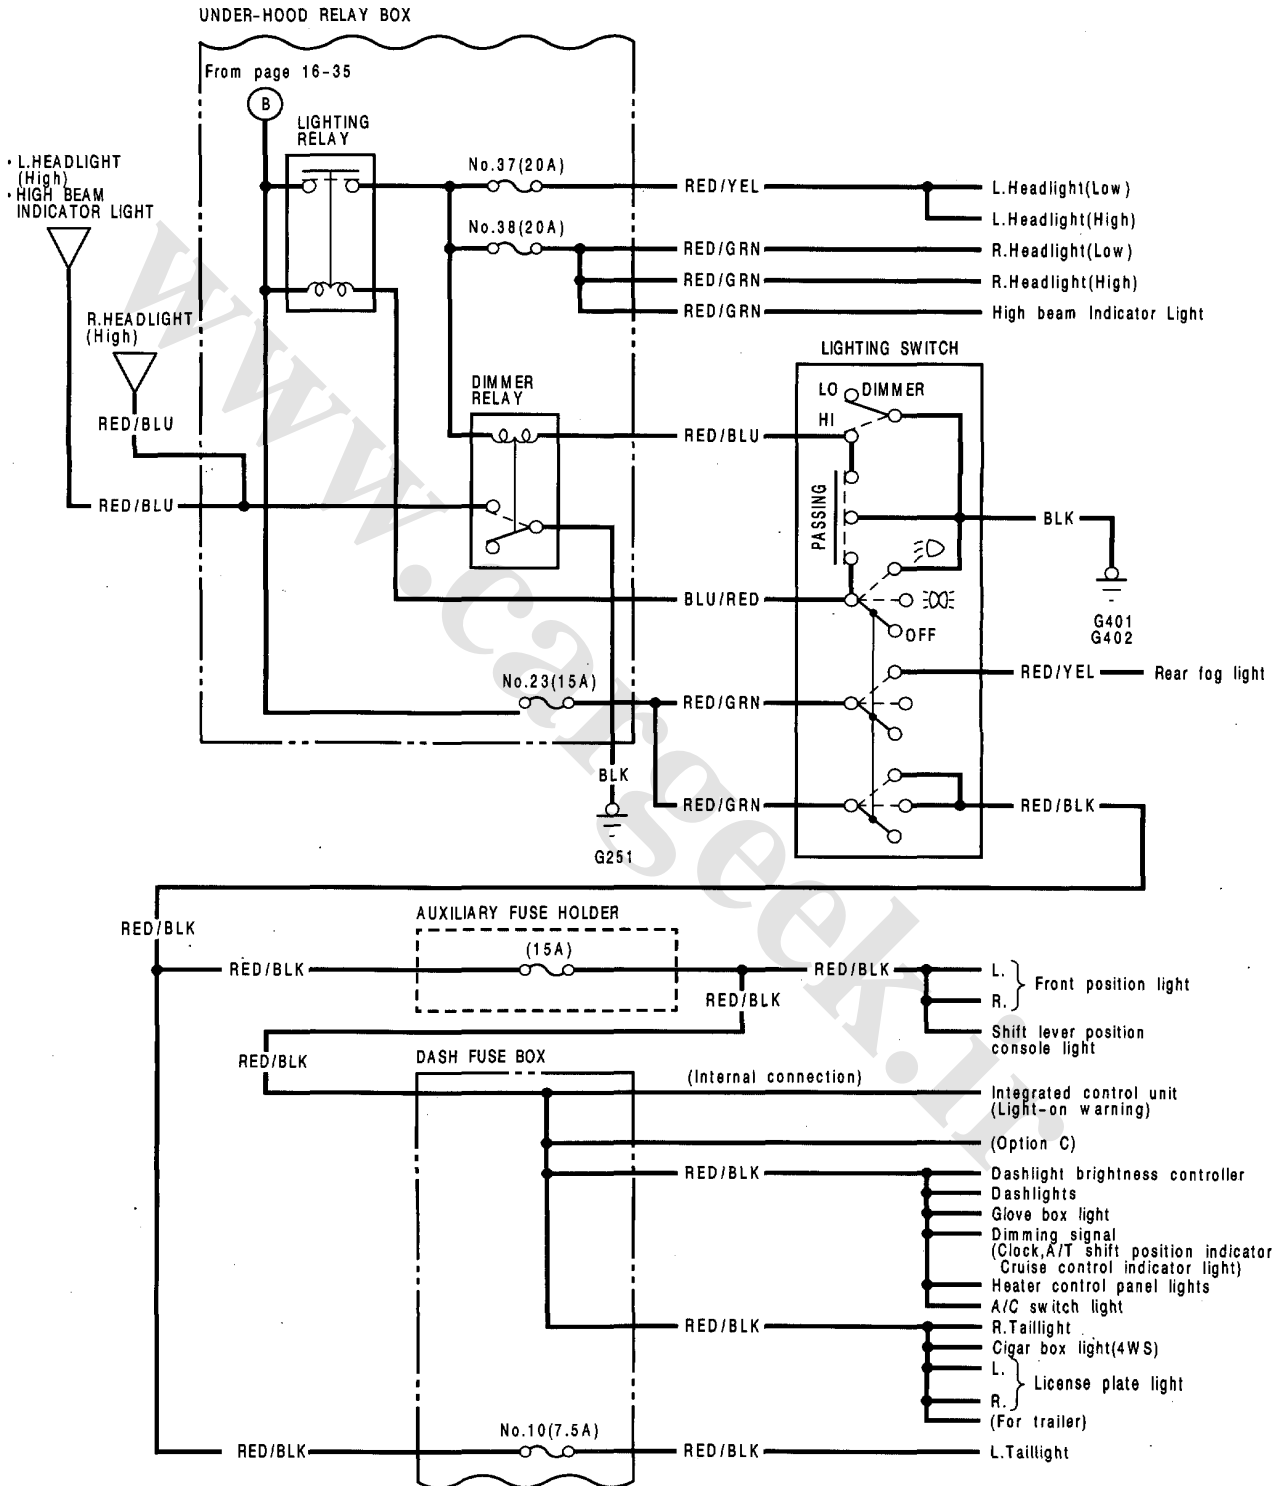 UNDER-HOOD RELAY BOX
From page 16-35
B
LIGHTING
RELAY
• L.HEADLIGHT
(High)
• HIGH BEAM
INDICATOR LIGHT
No.37(20A)
RED/YEL
L.Headlight(Low)
L.Headlight(High)
No.38(20A)
RED/GRN
R.Headlight(Low)
RED/GRN
R.Headlight(High)
RED/GRN
High beam Indicator Light
R.HEADLIGHT
(High)
RED/BLU
RED/BLU
DIMMER
RELAY
RED/BLU
LIGHTING SWITCH
LO
DIMMER
HI
PASSING
BLK
G401
G402
BLU/RED
OFF
No.23(15A)
RED/GRN
RED/YEL
Rear fog light
BLK
G251
RED/GRN
RED/BLK
RED/BLK
AUXILIARY FUSE HOLDER
(15A)
RED/BLK
RED/BLK
RED/BLK
L.
R.
Front position light
Shift lever position
console light
RED/BLK
DASH FUSE BOX
(Internal connection)
Integrated control unit
(Light-on warning)
(Option C)
RED/BLK
Dashlight brightness controller
Dashlights
Glove box light
Dimming signal
(Clock,A/T shift position indicator
Cruise control indicator light)
Heater control panel lights
A/C switch light
RED/BLK
R.Taillight
Cigar box light(4WS)
L.
R.
License plate light
(For trailer)
RED/BLK
No.10(7.5A)
RED/BLK
L.Taillight
www.cargeek.ir